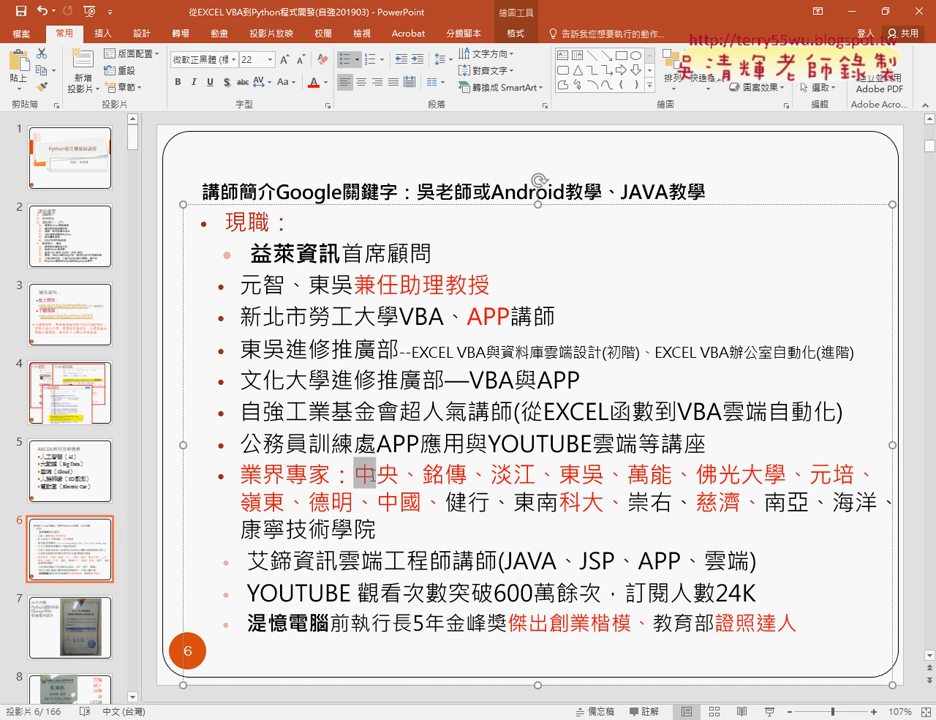 從EXCEL VBA到Python程式開發(自強201903) - PowerPoint
繪圖工具
檔案 常用 插入 設計 轉場 動畫 投影片放映 校閱 檢視 Acrobat 分鏡腳本 格式 告訴我您想要執行的動作... 登入 共用
http://terry55wu.blogspot.tw
吳清輝老師錄製
貼上 新增投影片 版面配置 重設 章節 微軟正黑體 (標 22 文字方向 對齊文字 轉換成 SmartArt 排列 圖案效果 選取 Adobe PDF
剪貼簿 投影片 字型 段落 繪圖 編輯 Adobe Acro...
講師簡介Google關鍵字：吳老師或Android教學、JAVA教學
• 現職：
• 益萊資訊首席顧問
• 元智、東吳兼任助理教授
• 新北市勞工大學VBA、APP講師
• 東吳進修推廣部--EXCEL VBA與資料庫雲端設計(初階)、EXCEL VBA辦公室自動化(進階)
• 文化大學進修推廣部—VBA與APP
• 自強工業基金會超人氣講師(從EXCEL函數到VBA雲端自動化)
• 公務員訓練處APP應用與YOUTUBE雲端等講座
• 業界專家：中央、銘傳、淡江、東吳、萬能、佛光大學、元培、
嶺東、德明、中國、健行、東南科大、崇右、慈濟、南亞、海洋、
康寧技術學院
• 艾鍗資訊雲端工程師講師(JAVA、JSP、APP、雲端)
• YOUTUBE 觀看次數突破600萬餘次，訂閱人數24K
• 湜憶電腦前執行長5年金峰獎傑出創業楷模、教育部證照達人
6
1
2
3
4
5
6
7
8
投影片 6/166 中文 (台灣) 備忘稿 註解 107%